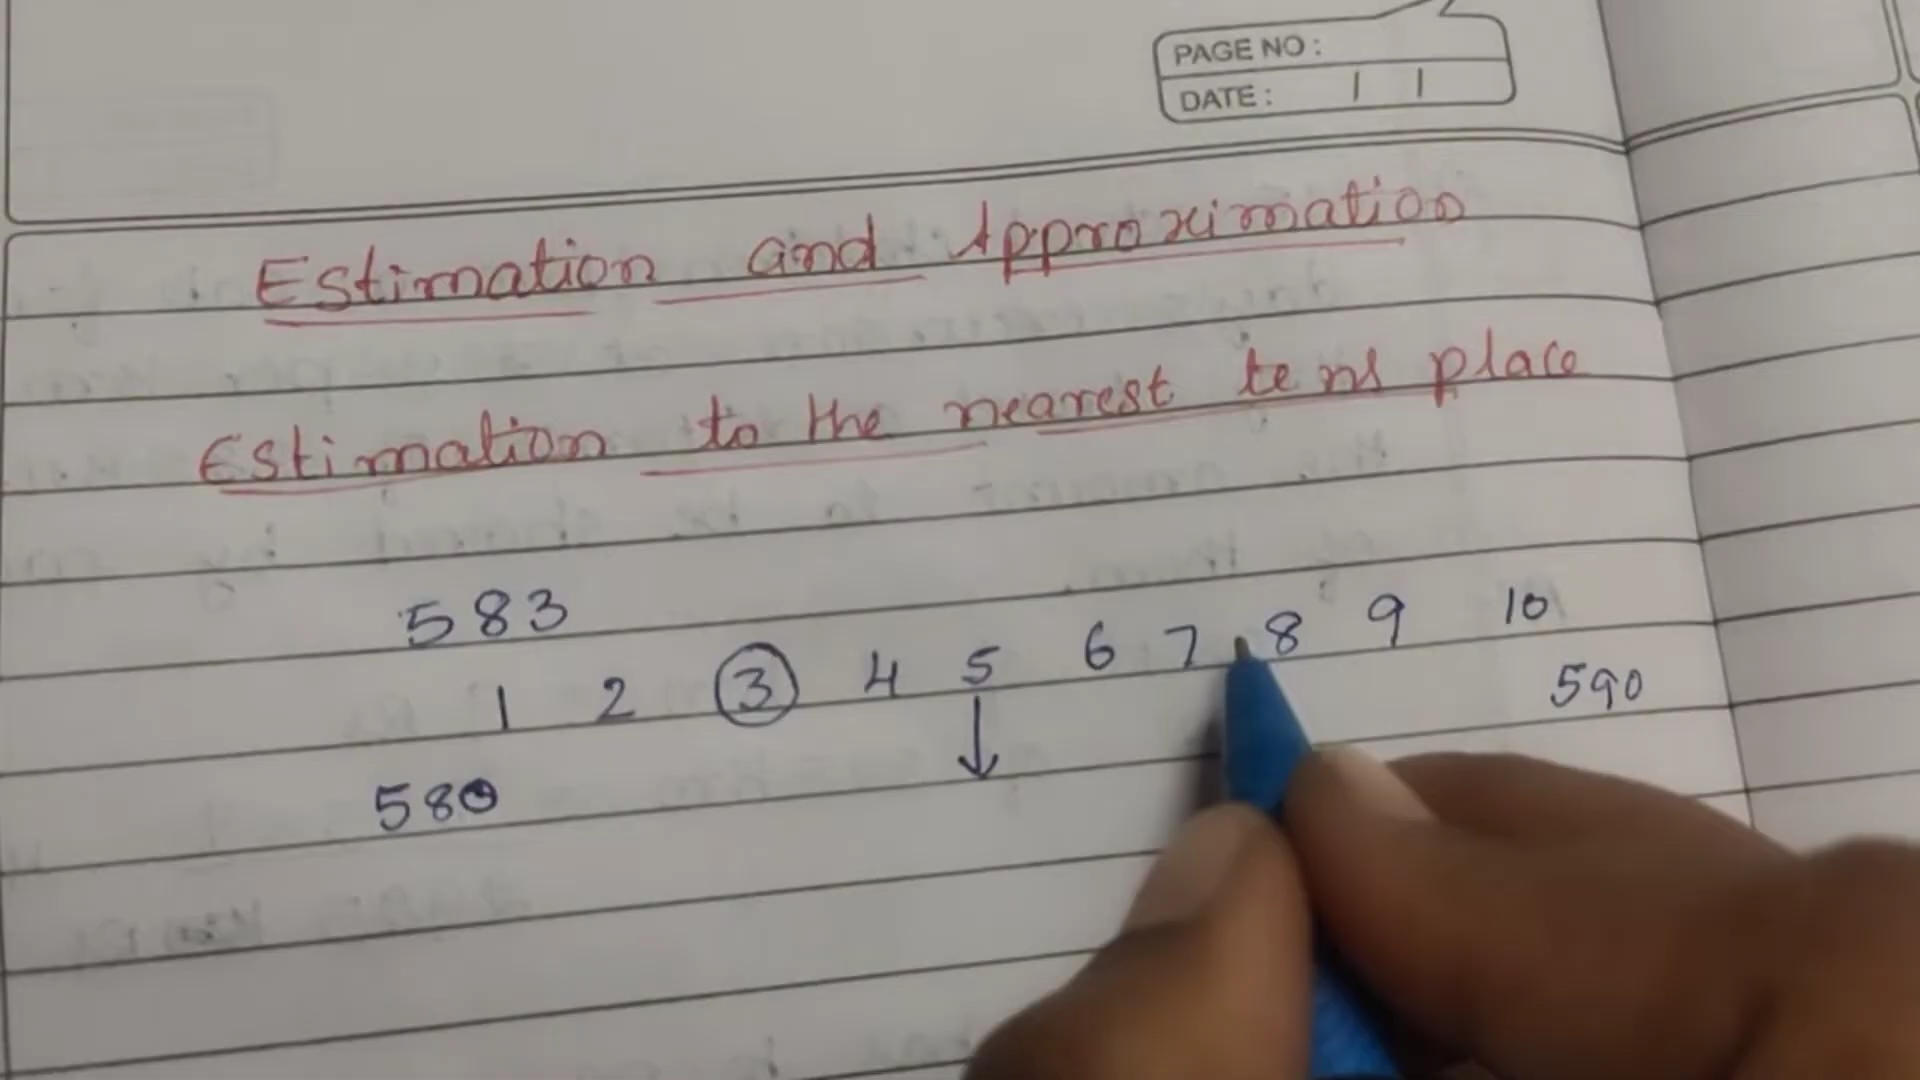 PAGE NO :
DATE : / /
Estimation and Approximation
Estimation to the nearest tens place
583
1 2 3 4 5 6 7 8 9 10
580 590